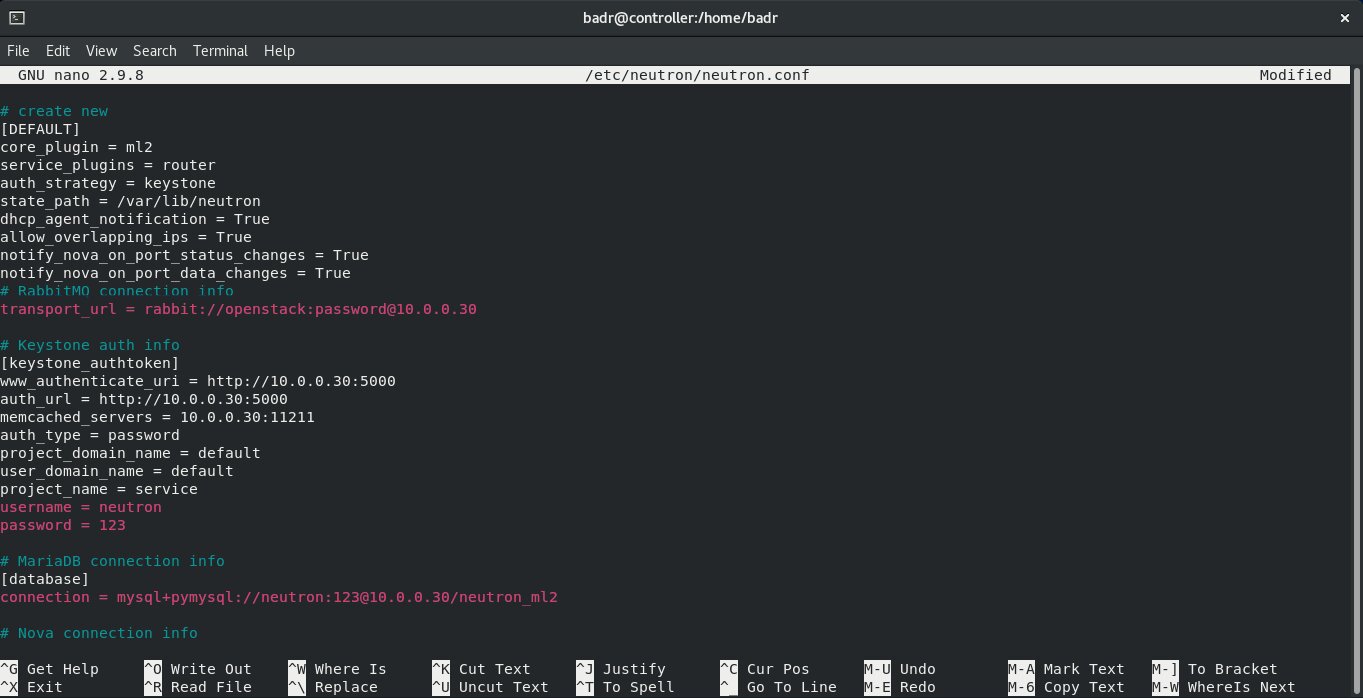 badr@controller:/home/badr ×
File Edit View Search Terminal Help
GNU nano 2.9.8 /etc/neutron/neutron.conf Modified
# create new
[DEFAULT]
core_plugin = ml2
service_plugins = router
auth_strategy = keystone
state_path = /var/lib/neutron
dhcp_agent_notification = True
allow_overlapping_ips = True
notify_nova_on_port_status_changes = True
notify_nova_on_port_data_changes = True
# RabbitMQ connection info
transport_url = rabbit://openstack:password@10.0.0.30
# Keystone auth info
[keystone_authtoken]
www_authenticate_uri = http://10.0.0.30:5000
auth_url = http://10.0.0.30:5000
memcached_servers = 10.0.0.30:11211
auth_type = password
project_domain_name = default
user_domain_name = default
project_name = service
username = neutron
password = 123
# MariaDB connection info
[database]
connection = mysql+pymysql://neutron:123@10.0.0.30/neutron_ml2
# Nova connection info
^G Get Help ^O Write Out ^W Where Is ^K Cut Text ^J Justify ^C Cur Pos M-U Undo M-A Mark Text M-] To Bracket
^X Exit ^R Read File ^\ Replace ^U Uncut Text ^T To Spell ^_ Go To Line M-E Redo M-6 Copy Text M-W WhereIs Next